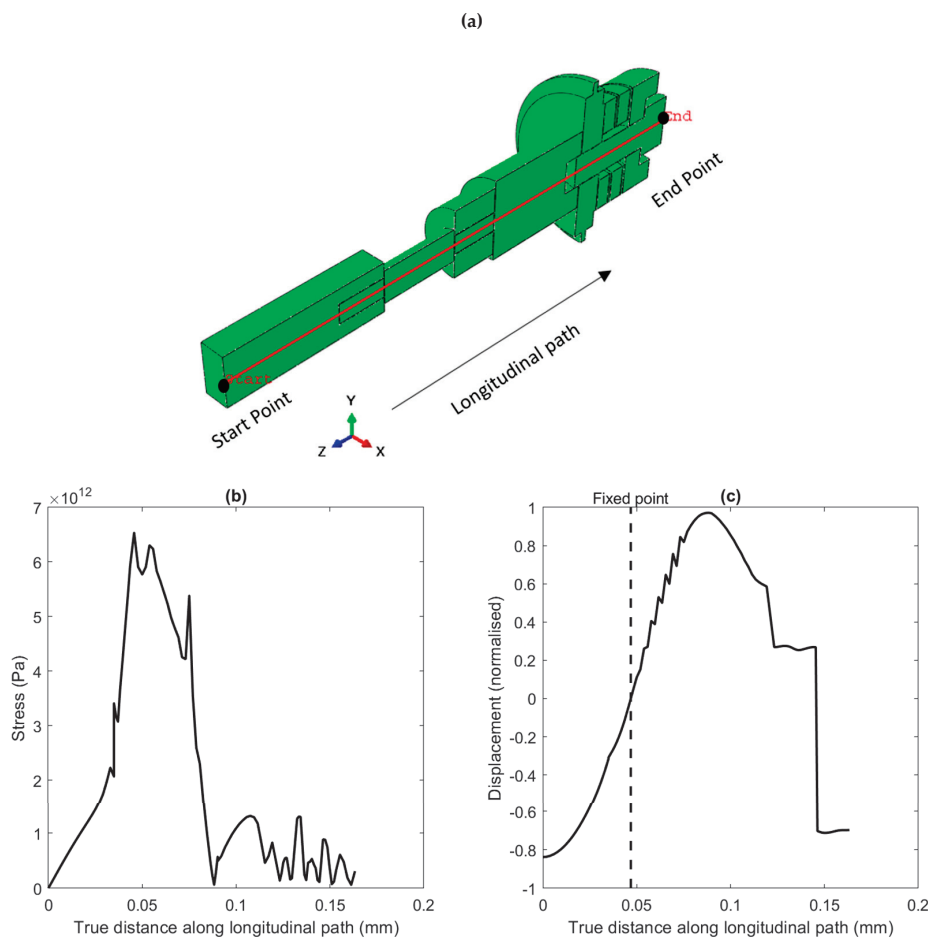 (a)
End
End Point
Longitudinal path
Start
Start Point
Y
Z
X
(b)
×10^12
7
6
5
4
3
2
1
0
Stress (Pa)
0
0.05
0.1
0.15
0.2
True distance along longitudinal path (mm)
Fixed point
(c)
1
0.8
0.6
0.4
0.2
0
-0.2
-0.4
-0.6
-0.8
-1
Displacement (normalised)
0
0.05
0.1
0.15
0.2
True distance along longitudinal path (mm)